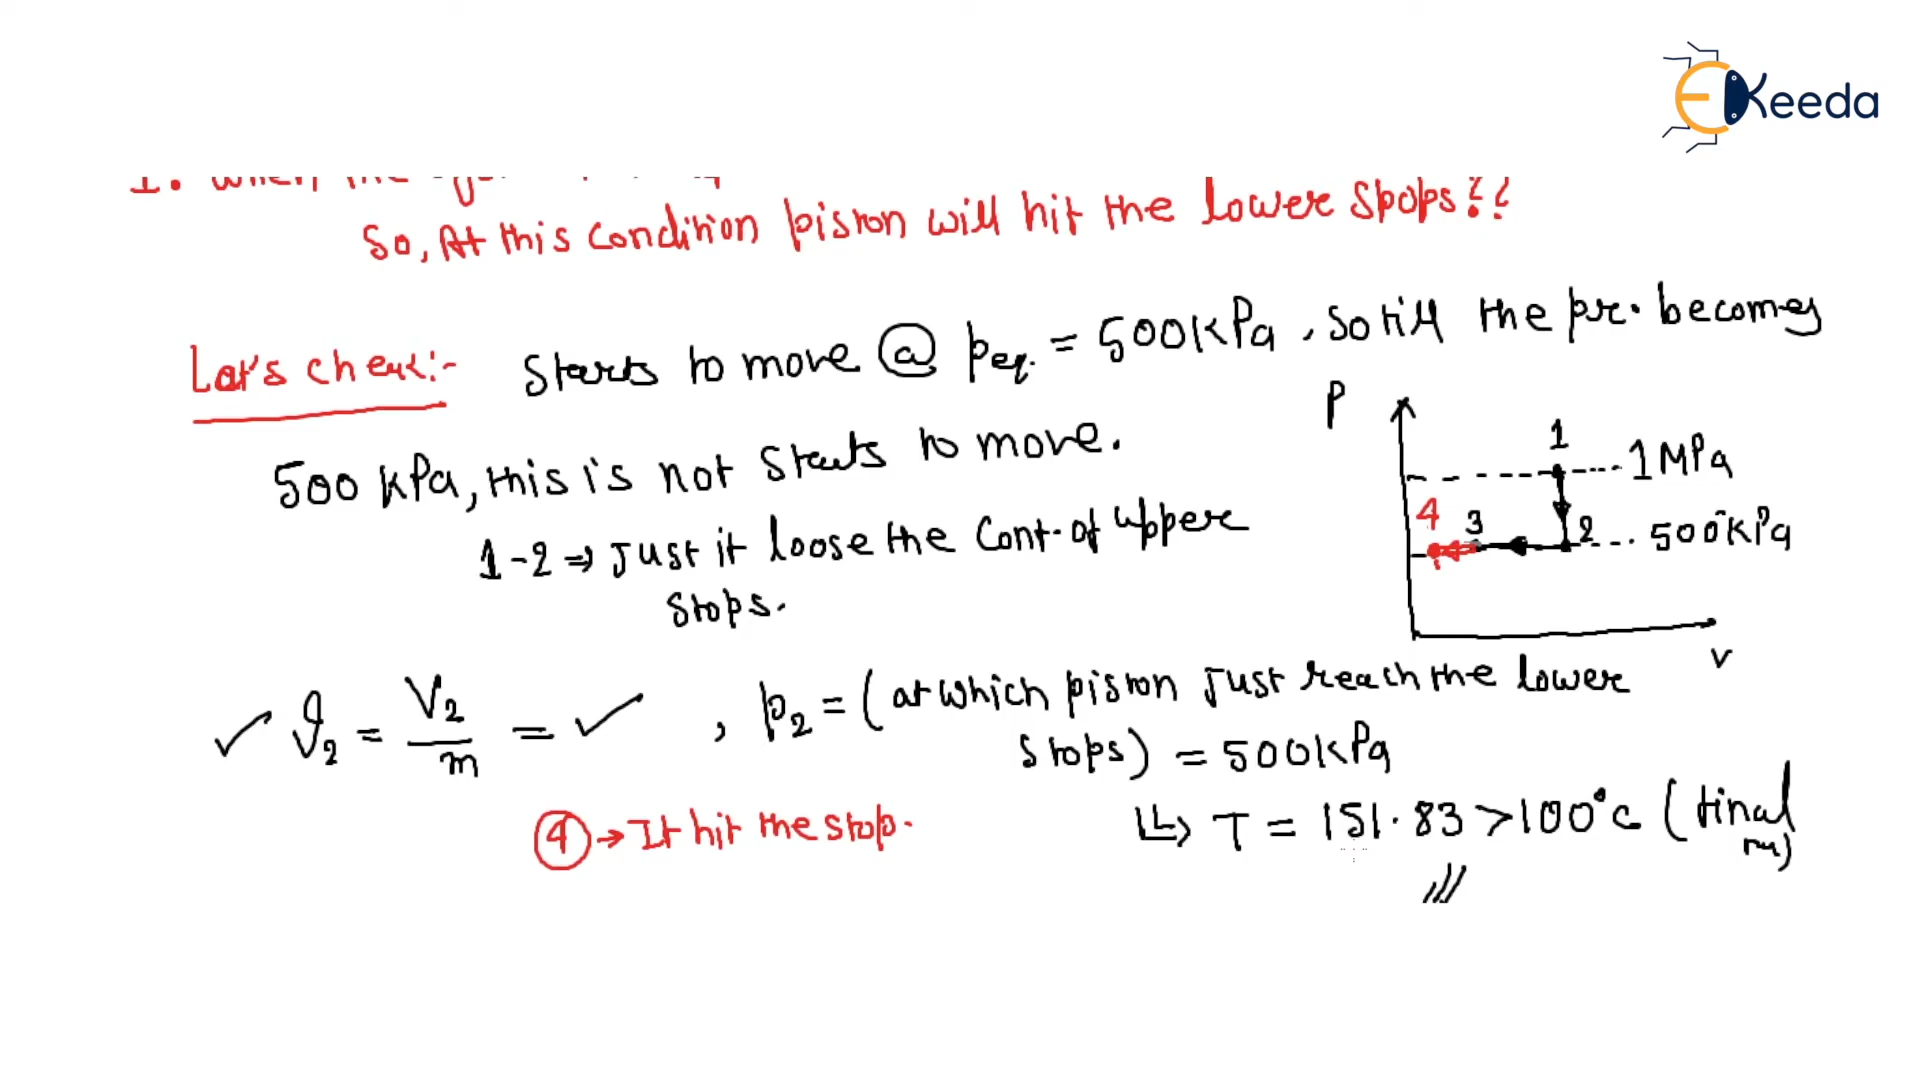 EKeeda
So, At this condition piston will hit the lower Stops??
Let's check:- Starts to move @ Peq. = 500KPa, So till the pr. becomes
500 KPa, this is not Starts to move.
1-2 ⇒ Just it loose the Cont. of upper
Stops.
P
1
1MPa
4
3
2
500KPa
v
✓ ϑ2 = V2/m = ✓ , P2 = (at which piston Just reach the lower
Stops) = 500KPa
④ → It hit the stop.
↳ T = 151.83 > 100°c (final